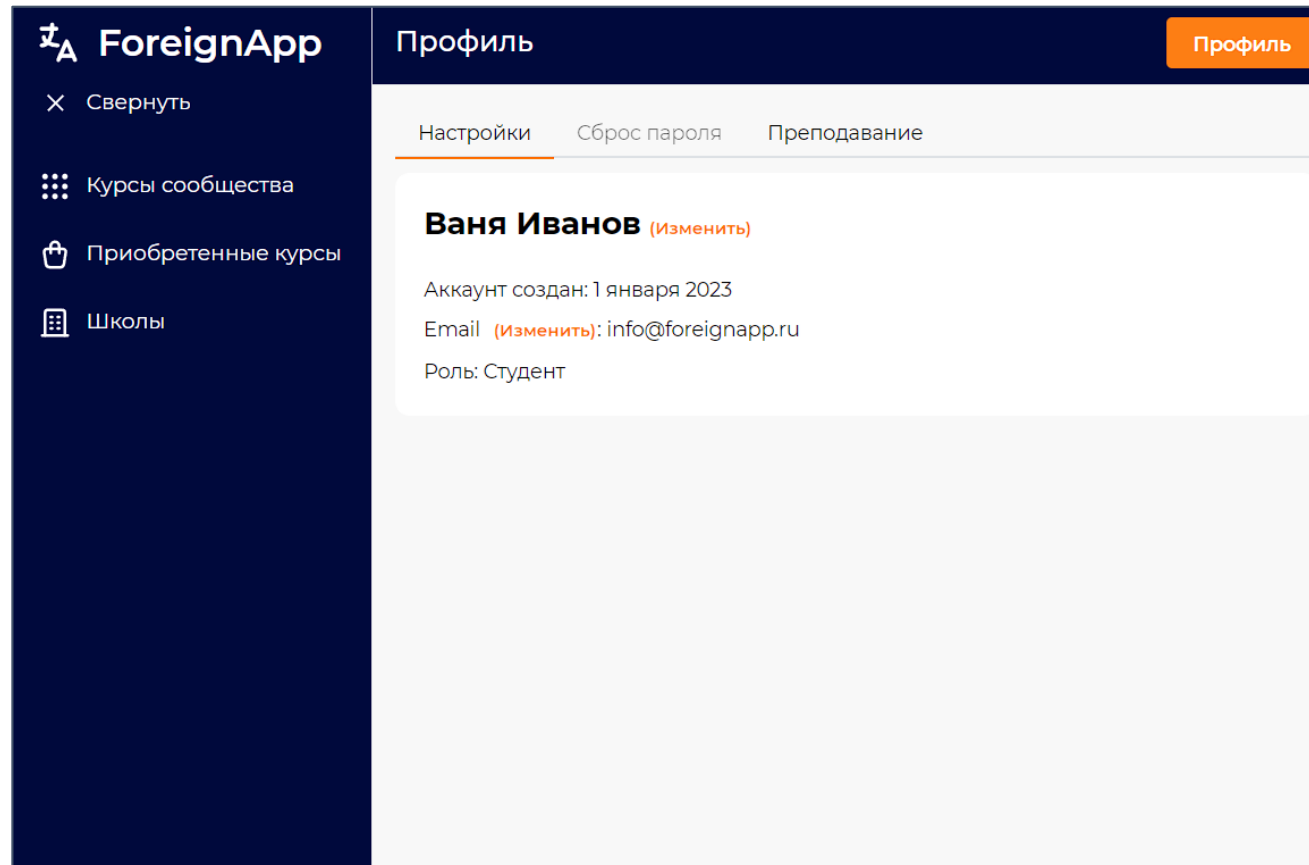 ForeignApp
Свернуть
Курсы сообщества
Приобретенные курсы
Школы
Профиль
Профиль
Настройки Сброс пароля Преподавание
Ваня Иванов (Изменить)
Аккаунт создан: 1 января 2023
Email (Изменить): info@foreignapp.ru
Роль: Студент